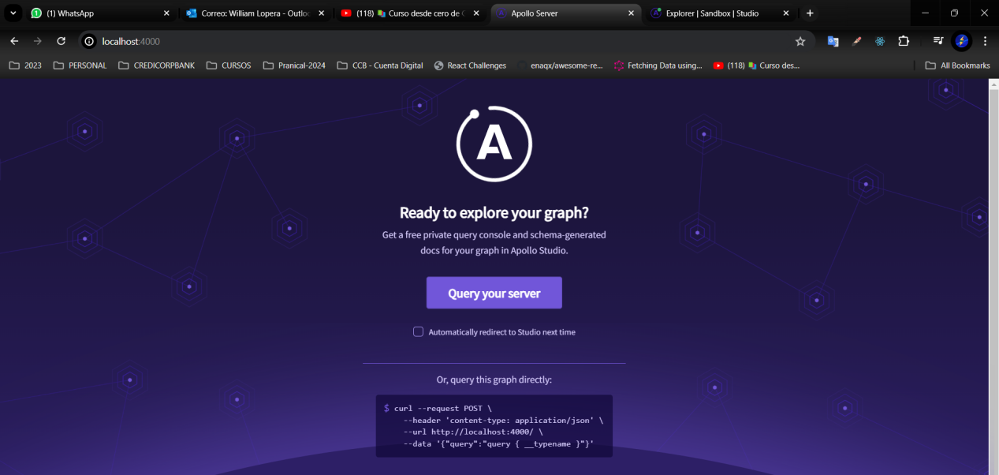 (1) WhatsApp
Correo: William Lopera - Outloo
(118) Curso desde cero de
Apollo Server
Explorer | Sandbox | Studio
localhost:4000
2023
PERSONAL
CREDICORPBANK
CURSOS
Pranical-2024
CCB - Cuenta Digital
React Challenges
enaqx/awesome-re...
Fetching Data using...
(118) Curso des...
All Bookmarks
A
Ready to explore your graph?
Get a free private query console and schema-generated
docs for your graph in Apollo Studio.
Query your server
Automatically redirect to Studio next time
Or, query this graph directly:
$ curl --request POST \
--header 'content-type: application/json' \
--url http://localhost:4000/ \
--data '{"query":"query { __typename }"}'